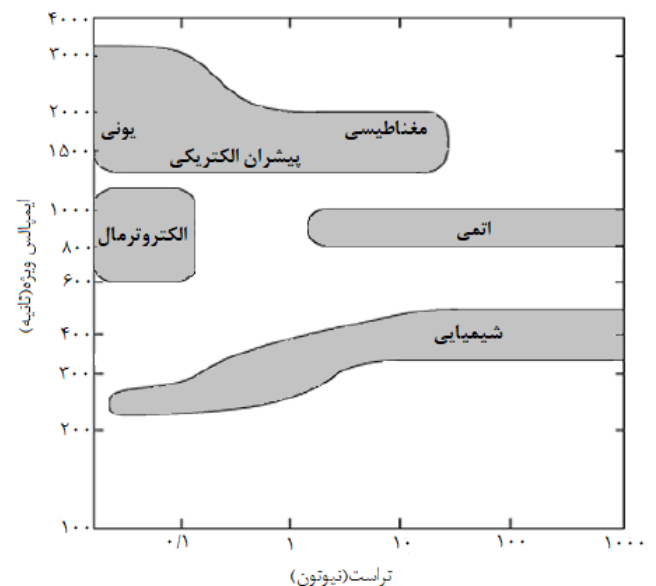 ۴۰۰۰
۳۰۰۰
۲۰۰۰
۱۵۰۰
۱۰۰۰
۸۰۰
۶۰۰
۴۰۰
۳۰۰
۲۰۰
۱۰۰
ایمپالس ویژه(ثانیه)
یونی
مغناطیسی
پیشران الکتریکی
الکتروترمال
اتمی
شیمیایی
۰/۱
۱
۱۰
۱۰۰
۱۰۰۰
تراست(نیوتون)